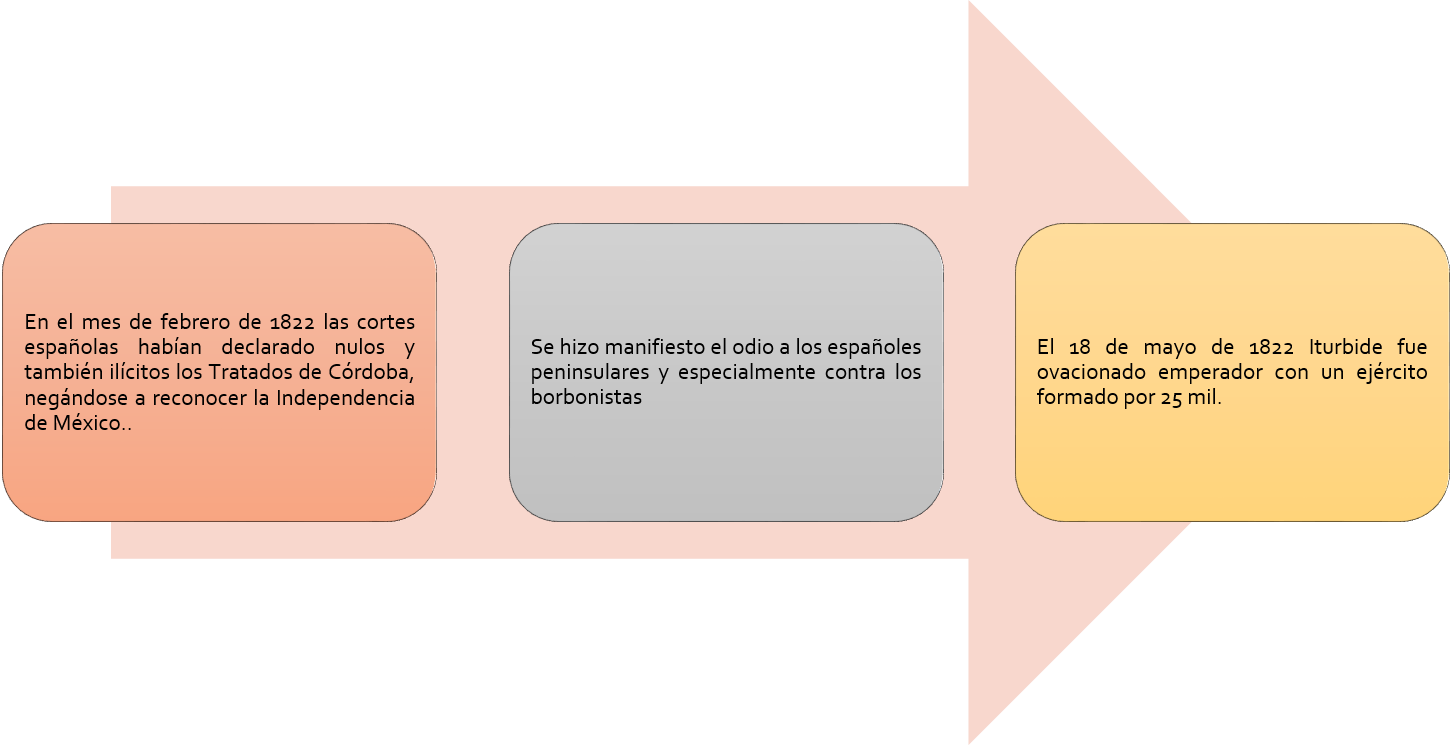 En el mes de febrero de 1822 las cortes
españolas habían declarado nulos y
también ilícitos los Tratados de Córdoba,
negándose a reconocer la Independencia
de México..
Se hizo manifiesto el odio a los españoles
peninsulares y especialmente contra los
borbonistas
El 18 de mayo de 1822 Iturbide fue
ovacionado emperador con un ejército
formado por 25 mil.